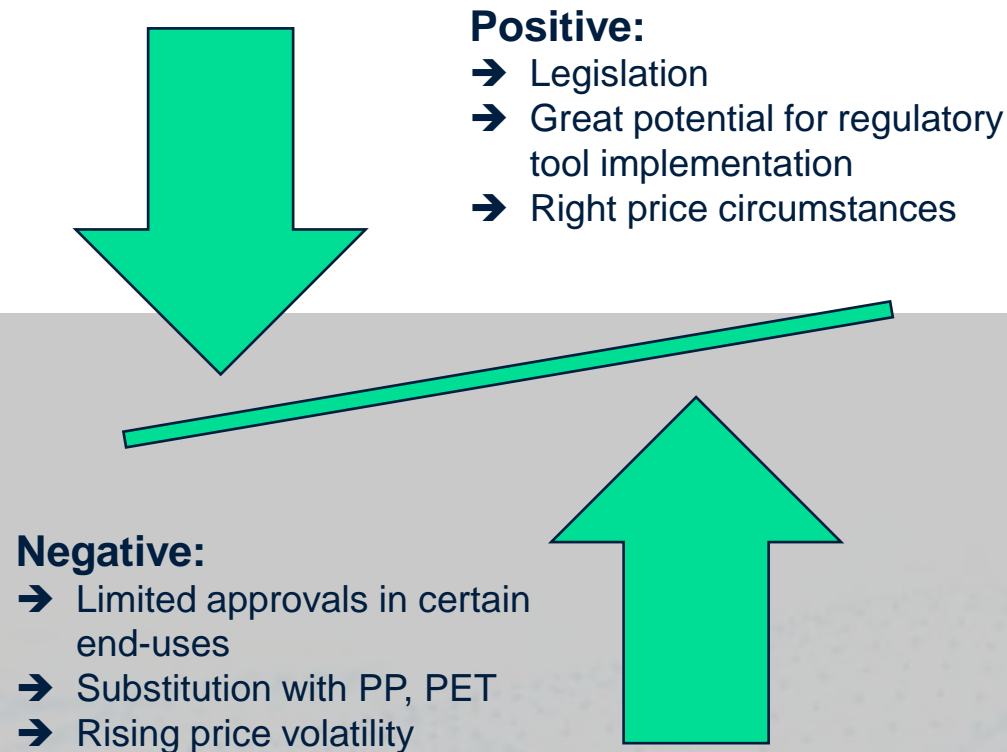 Positive:
➔ Legislation
➔ Great potential for regulatory
tool implementation
➔ Right price circumstances
Negative:
➔ Limited approvals in certain
end-uses
➔ Substitution with PP, PET
➔ Rising price volatility